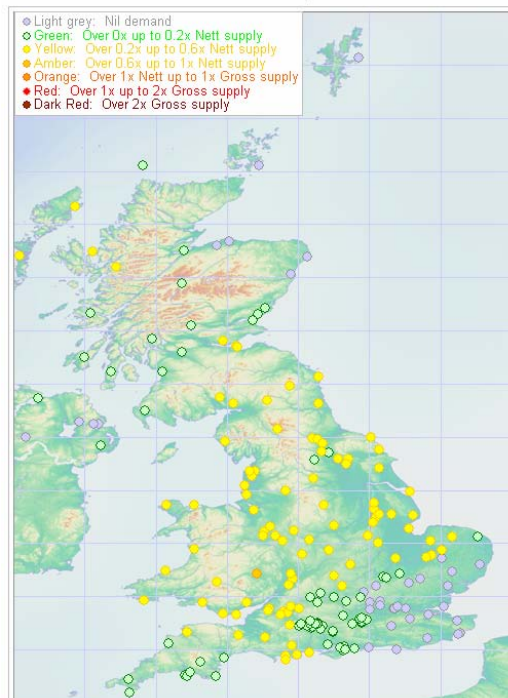 Light grey: Nil demand
Green: Over 0x up to 0.2x Nett supply
Yellow: Over 0.2x up to 0.6x Nett supply
Amber: Over 0.6x up to 1x Nett supply
Orange: Over 1x Nett up to 1x Gross supply
Red: Over 1x up to 2x Gross supply
Dark Red: Over 2x Gross supply